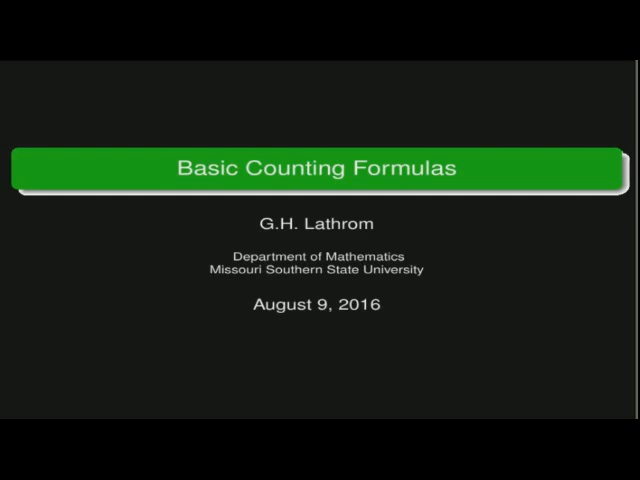 Basic Counting Formulas
G.H. Lathrom
Department of Mathematics
Missouri Southern State University
August 9, 2016